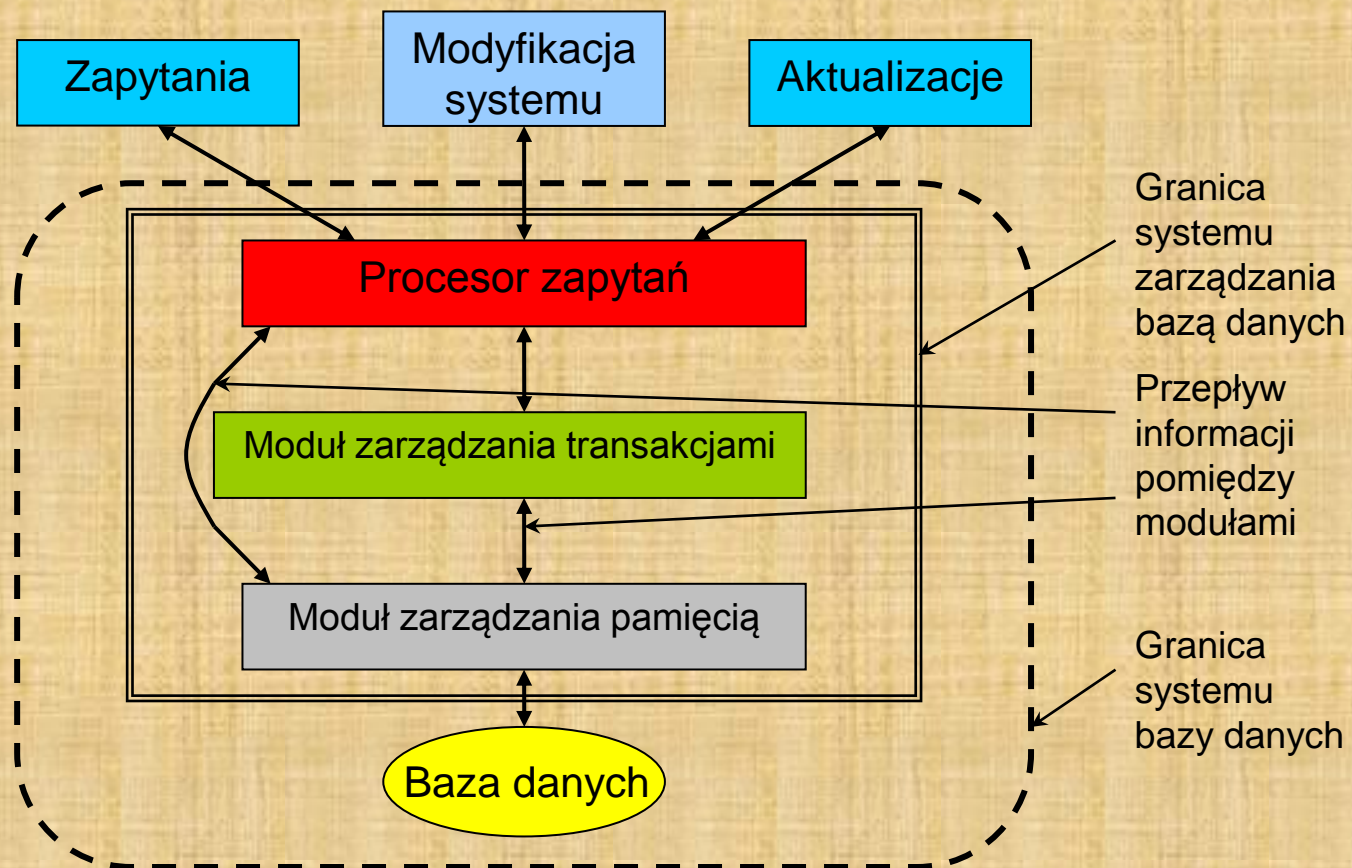 Zapytania
Modyfikacja
systemu
Aktualizacje
Procesor zapytań
Moduł zarządzania transakcjami
Moduł zarządzania pamięcią
Baza danych
Granica
systemu
zarządzania
bazą danych
Przepływ
informacji
pomiędzy
modułami
Granica
systemu
bazy danych